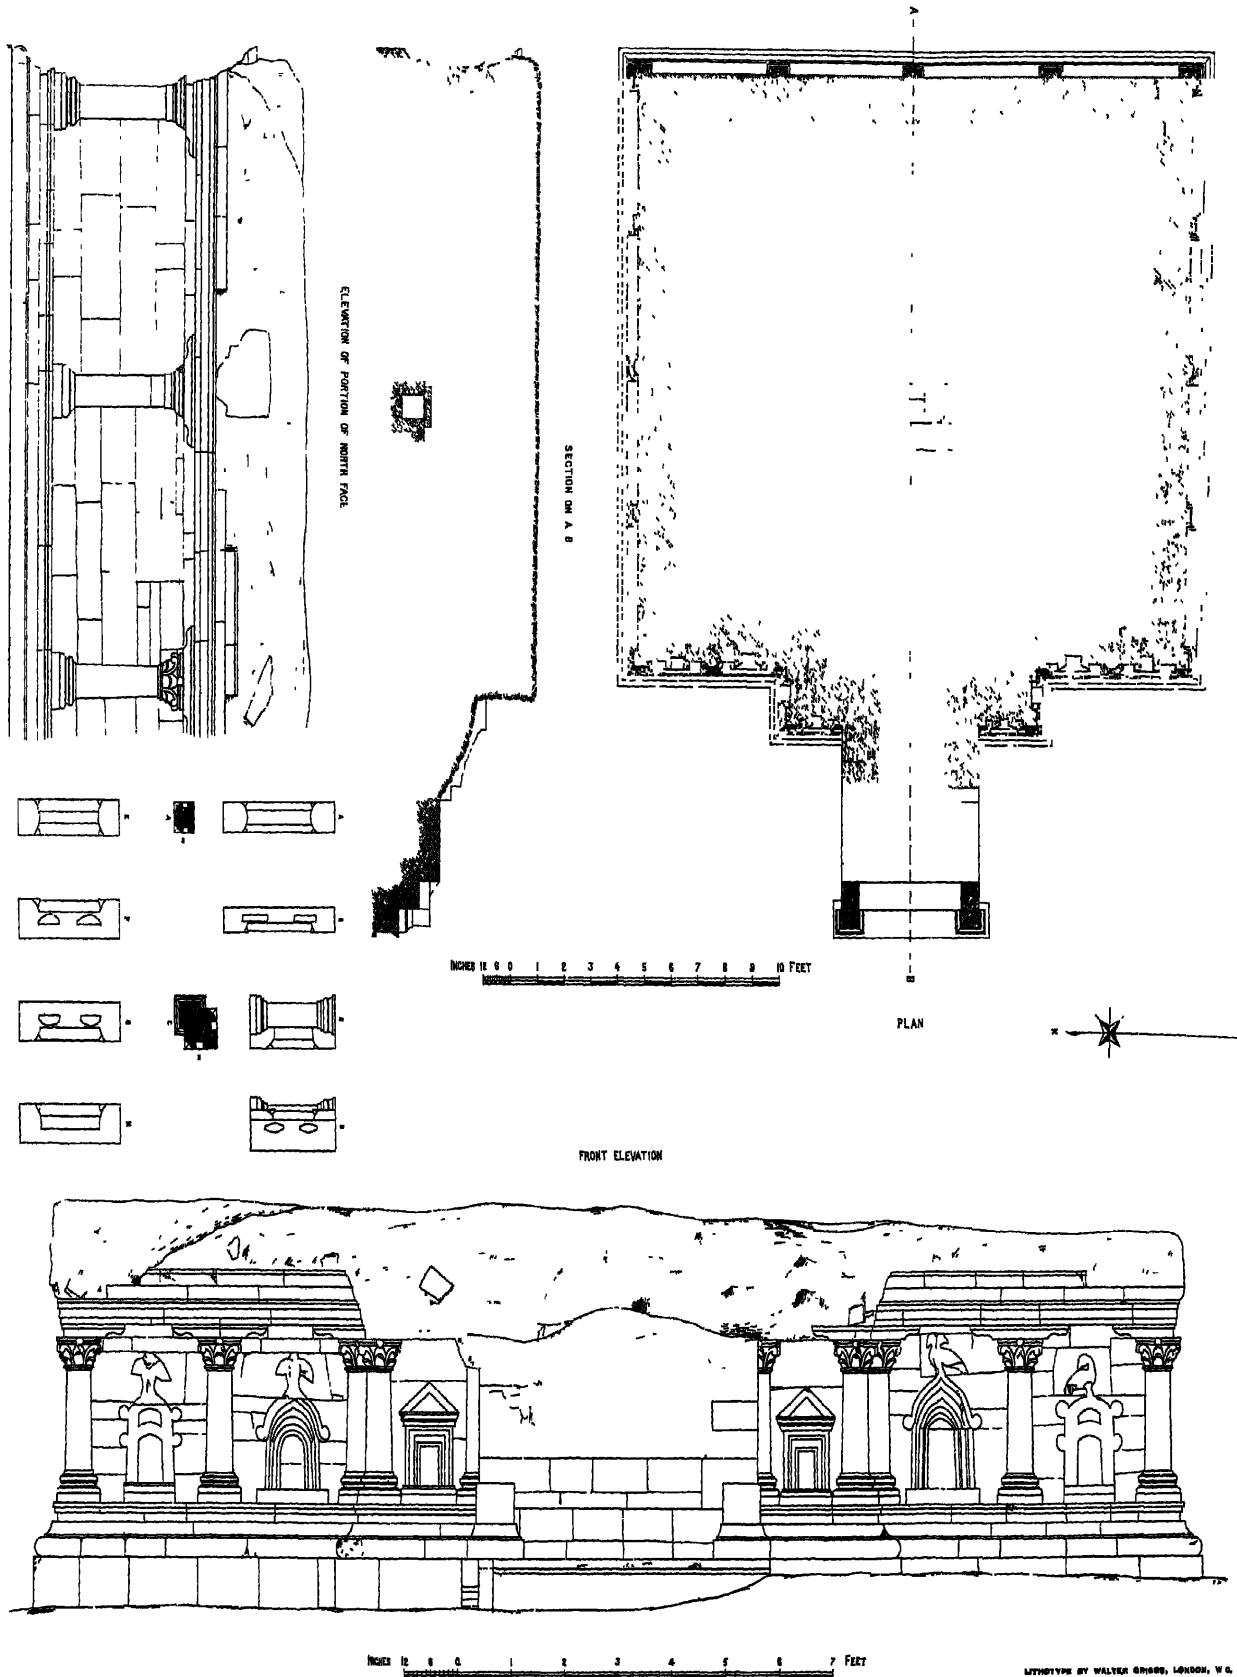 A
ELEVATION OF PORTION OF NORTH FACE
SECTION ON A B
INCHES 12 6 0 1 2 3 4 5 6 7 8 9 10 FEET
B
PLAN
N
FRONT ELEVATION
INCHES 12 6 0 1 2 3 4 5 6 7 FEET
LITHOTYPE BY WALTER GRIGGS, LONDON, W.C.